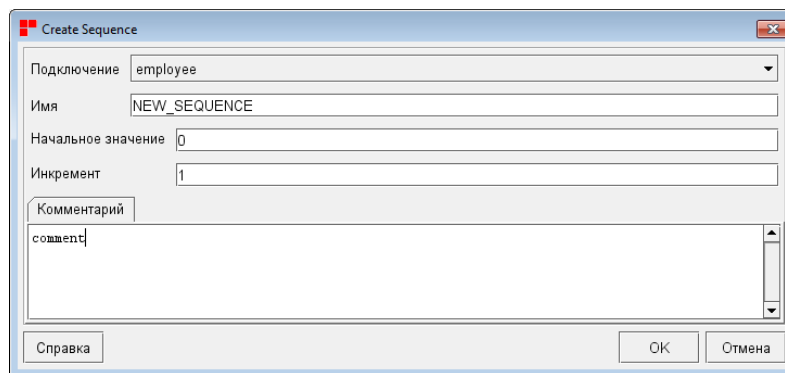 Create Sequence
Подключение employee
Имя NEW_SEQUENCE
Начальное значение 0
Инкремент 1
Комментарий
comment
Справка OK Отмена